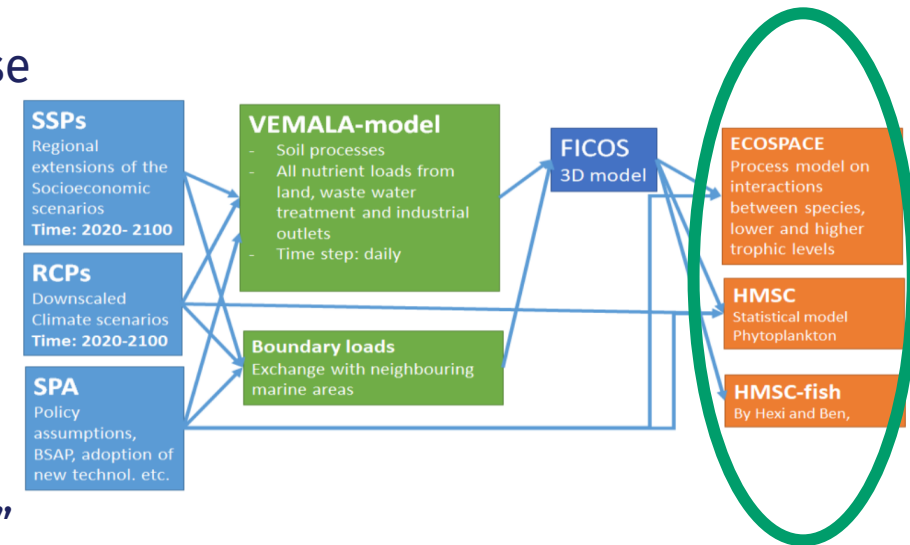 se
SSPs
Regional
extensions of the
Socioeconomic
scenarios
Time: 2020- 2100
RCPs
Downscaled
Climate scenarios
Time: 2020-2100
SPA
Policy
assumptions,
BSAP, adoption of
new technol. etc.
VEMALA-model
- Soil processes
- All nutrient loads from
land, waste water
treatment and industrial
outlets
- Time step: daily
Boundary loads
Exchange with neighbouring
marine areas
FICOS
3D model
ECOSPACE
Process model on
interactions
between species,
lower and higher
trophic levels
HMSC
Statistical model
Phytoplankton
HMSC-fish
By Hexi and Ben,
”